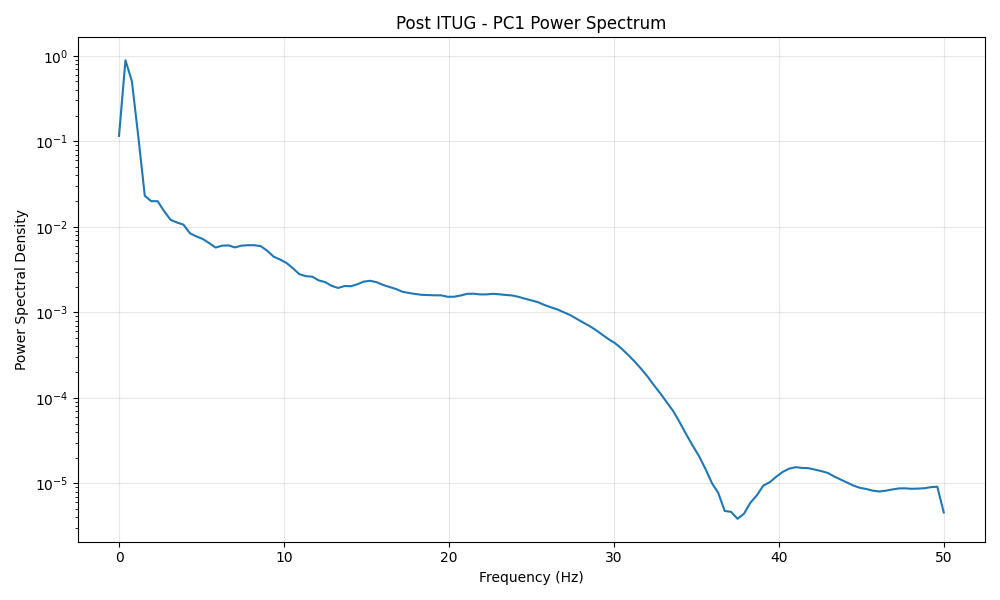 Post ITUG - PC1 Power Spectrum
Power Spectral Density
10⁰
10⁻¹
10⁻²
10⁻³
10⁻⁴
10⁻⁵
0 10 20 30 40 50
Frequency (Hz)